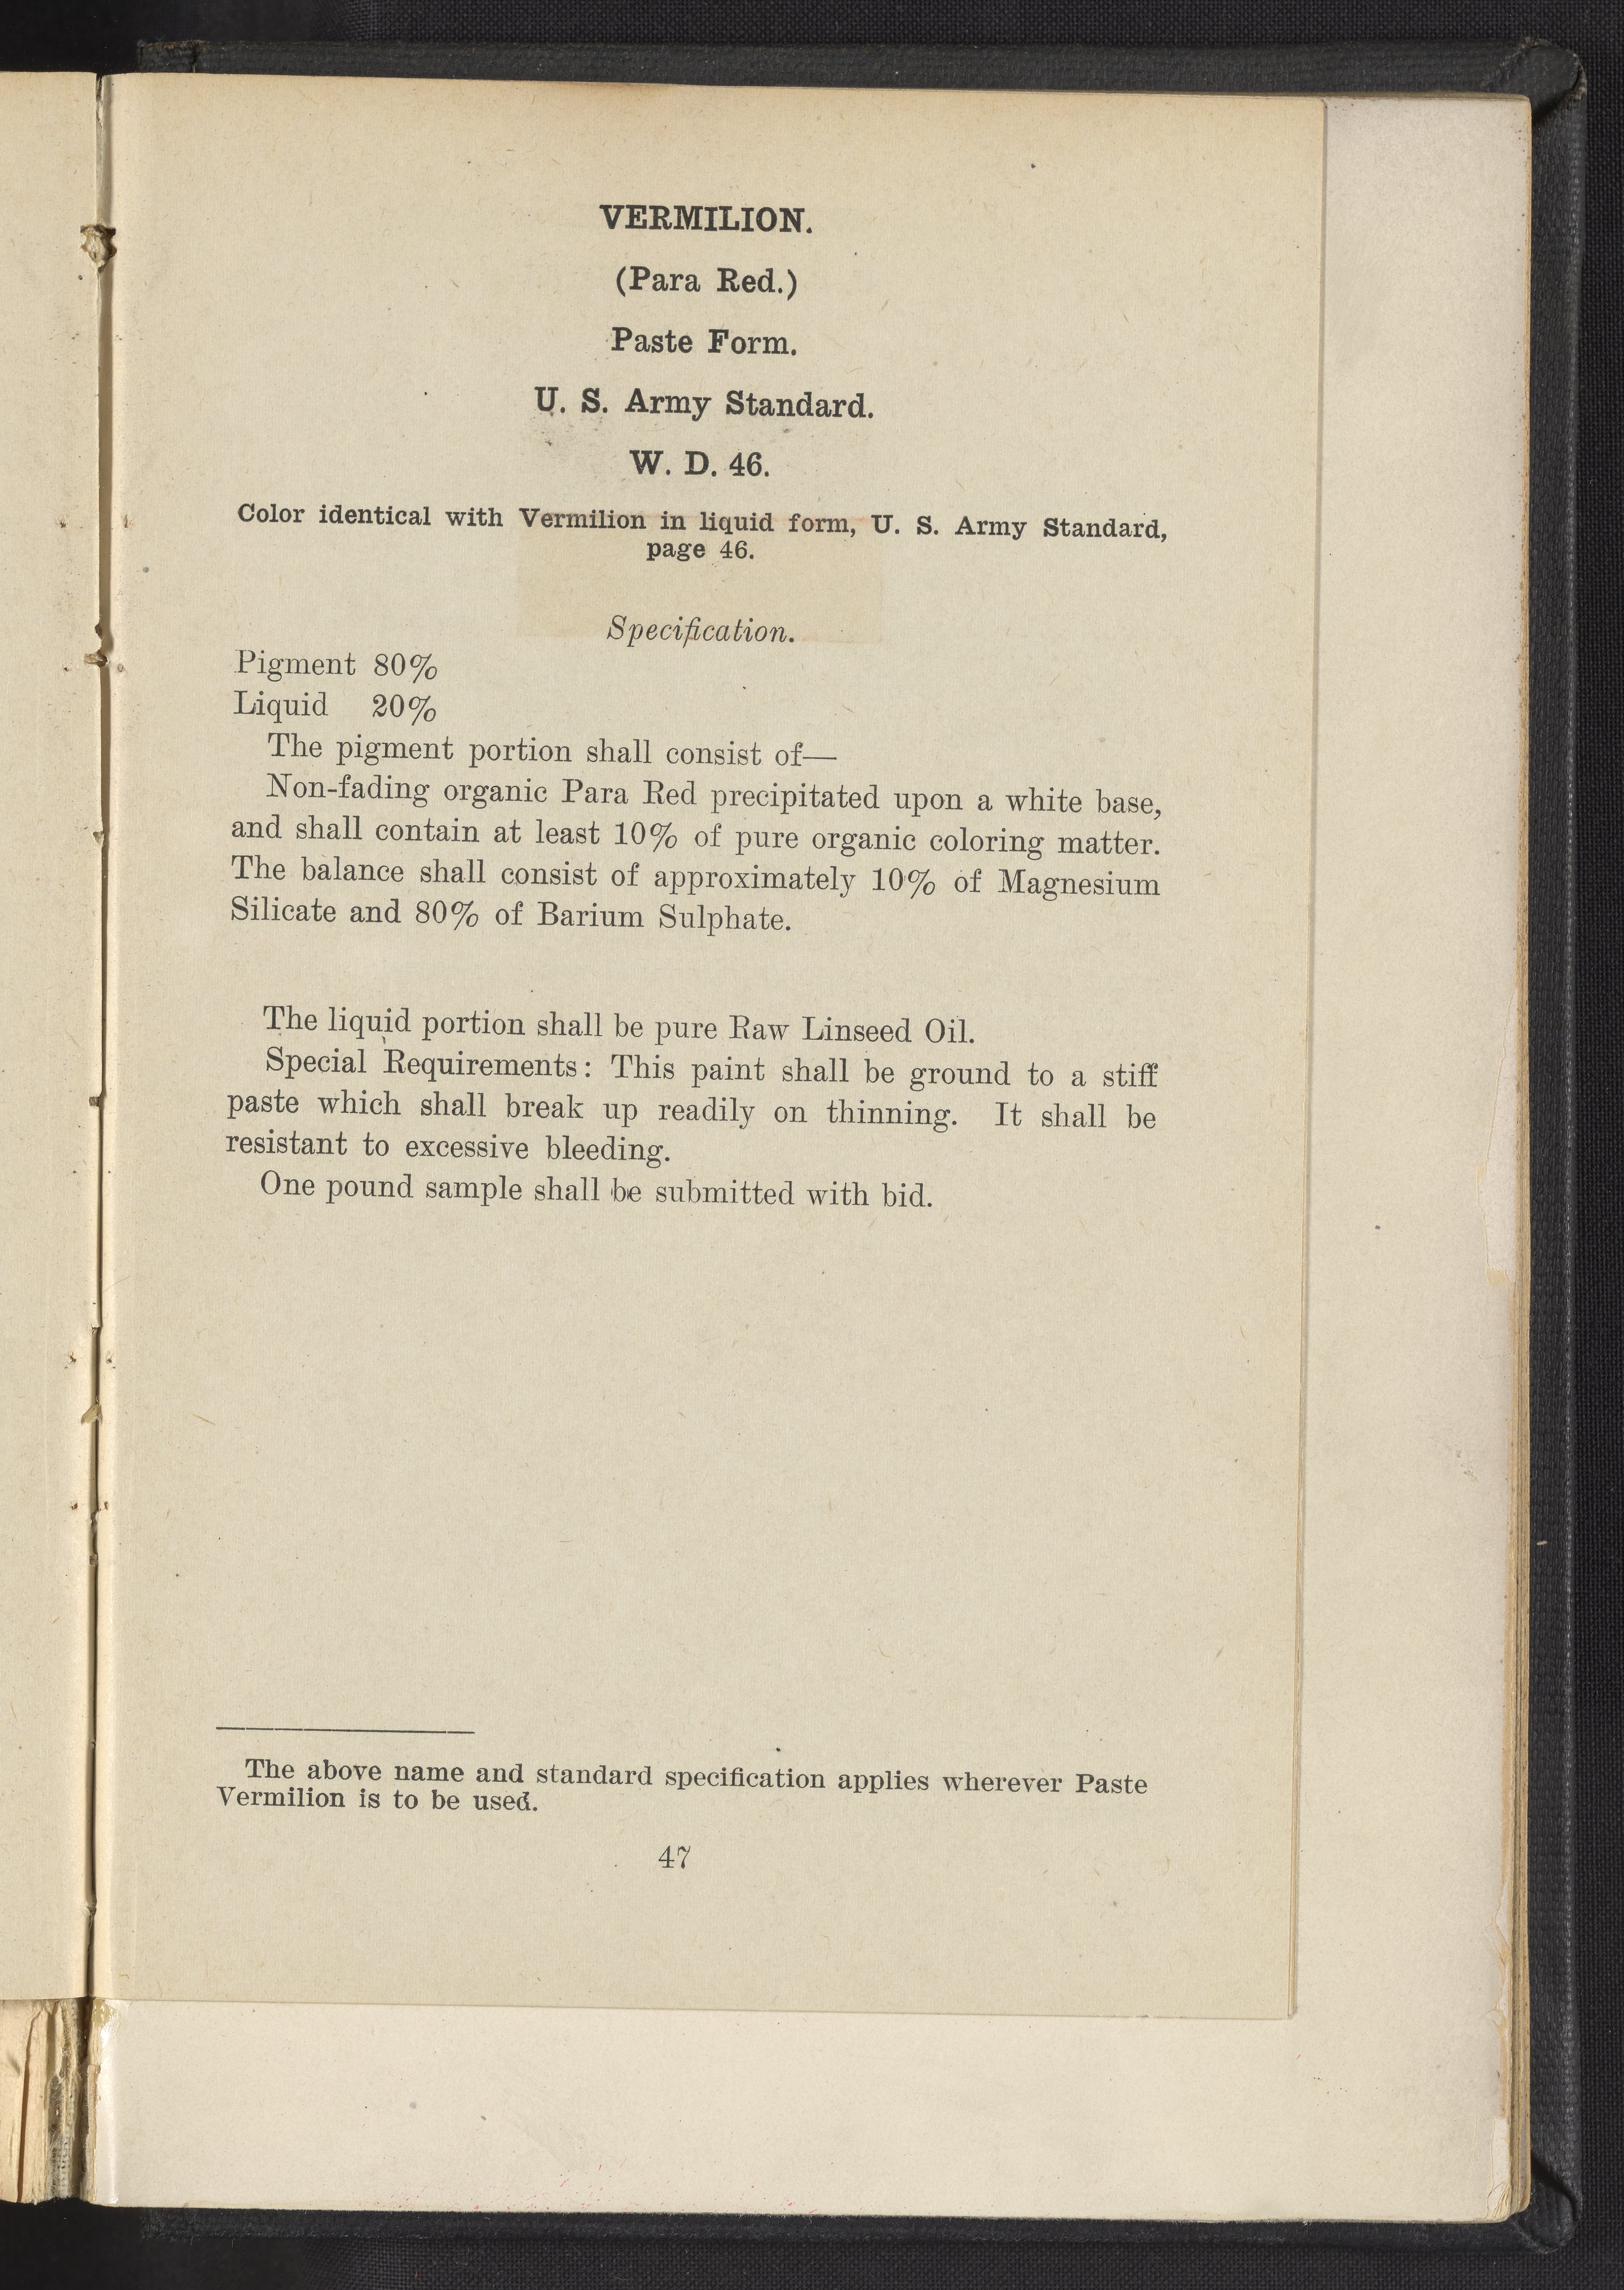 VERMILION.
(Para Red.)
Paste Form.
U. S. Army Standard.
W. D. 46.
Color identical with Vermilion in liquid form, U. S. Army Standard,
page 46.
Specification.
Pigment 80%
Liquid 20%
The pigment portion shall consist of—
Non-fading organic Para Red precipitated upon a white base,
and shall contain at least 10% of pure organic coloring matter.
The balance shall consist of approximately 10% of Magnesium
Silicate and 80% of Barium Sulphate.
The liquid portion shall be pure Raw Linseed Oil.
Special Requirements: This paint shall be ground to a stiff
paste which shall break up readily on thinning. It shall be
resistant to excessive bleeding.
One pound sample shall be submitted with bid.
The above name and standard specification applies wherever Paste
Vermilion is to be used.
47